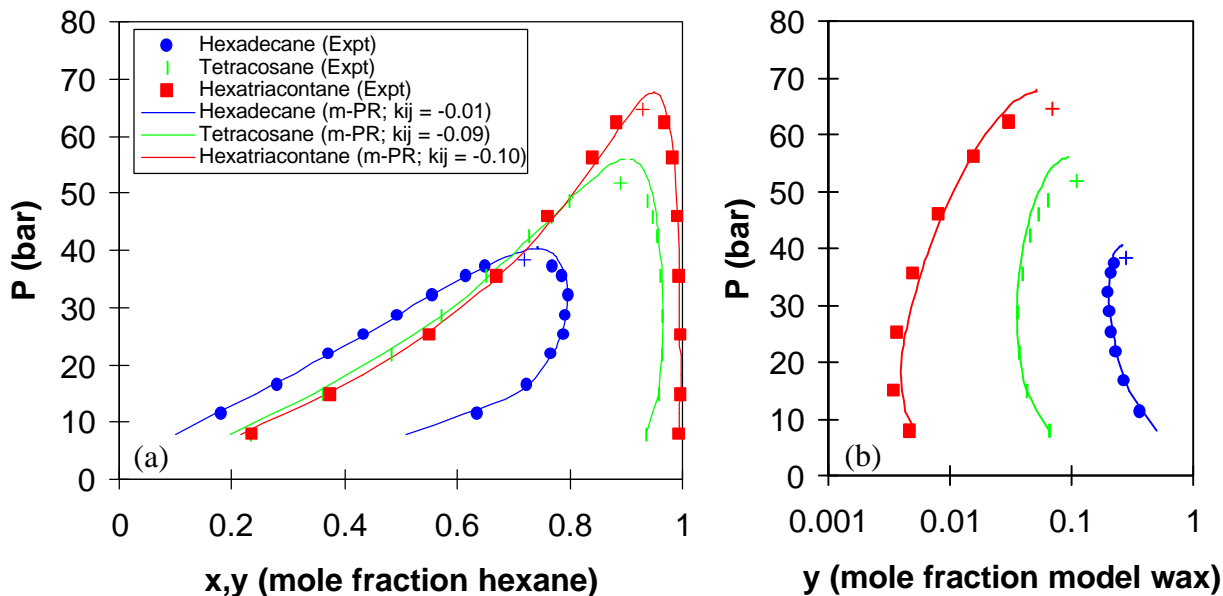 80
70
60
50
40
30
20
10
0
P (bar)
Hexadecane (Expt)
Tetracosane (Expt)
Hexatriacontane (Expt)
Hexadecane (m-PR; kij = -0.01)
Tetracosane (m-PR; kij = -0.09)
Hexatriacontane (m-PR; kij = -0.10)
(a)
0 0.2 0.4 0.6 0.8 1
x,y (mole fraction hexane)
80
70
60
50
40
30
20
10
0
P (bar)
(b)
0.001 0.01 0.1 1
y (mole fraction model wax)